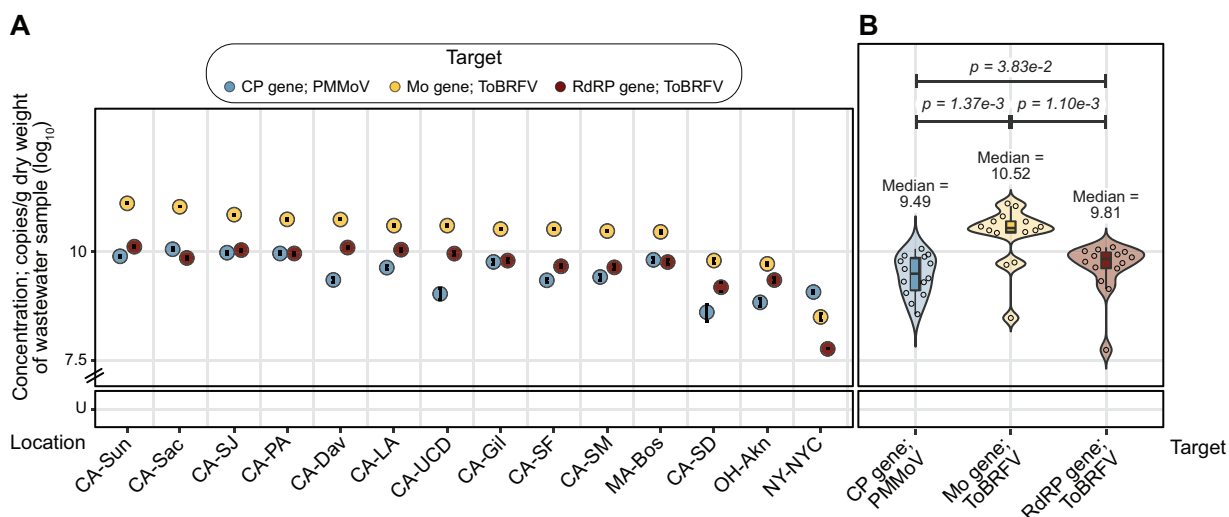 A
B
Target
CP gene; PMMoV
Mo gene; ToBRFV
RdRP gene; ToBRFV
Concentration; copies/g dry weight
of wastewater sample (log10)
10
7.5
U
Location
CA-Sun
CA-Sac
CA-SJ
CA-PA
CA-Dav
CA-LA
CA-UCD
CA-Gil
CA-SF
CA-SM
MA-Bos
CA-SD
OH-Akn
NY-NYC
p = 3.83e-2
p = 1.37e-3
p = 1.10e-3
Median =
9.49
Median =
10.52
Median =
9.81
CP gene;
PMMoV
Mo gene;
ToBRFV
RdRP gene;
ToBRFV
Target